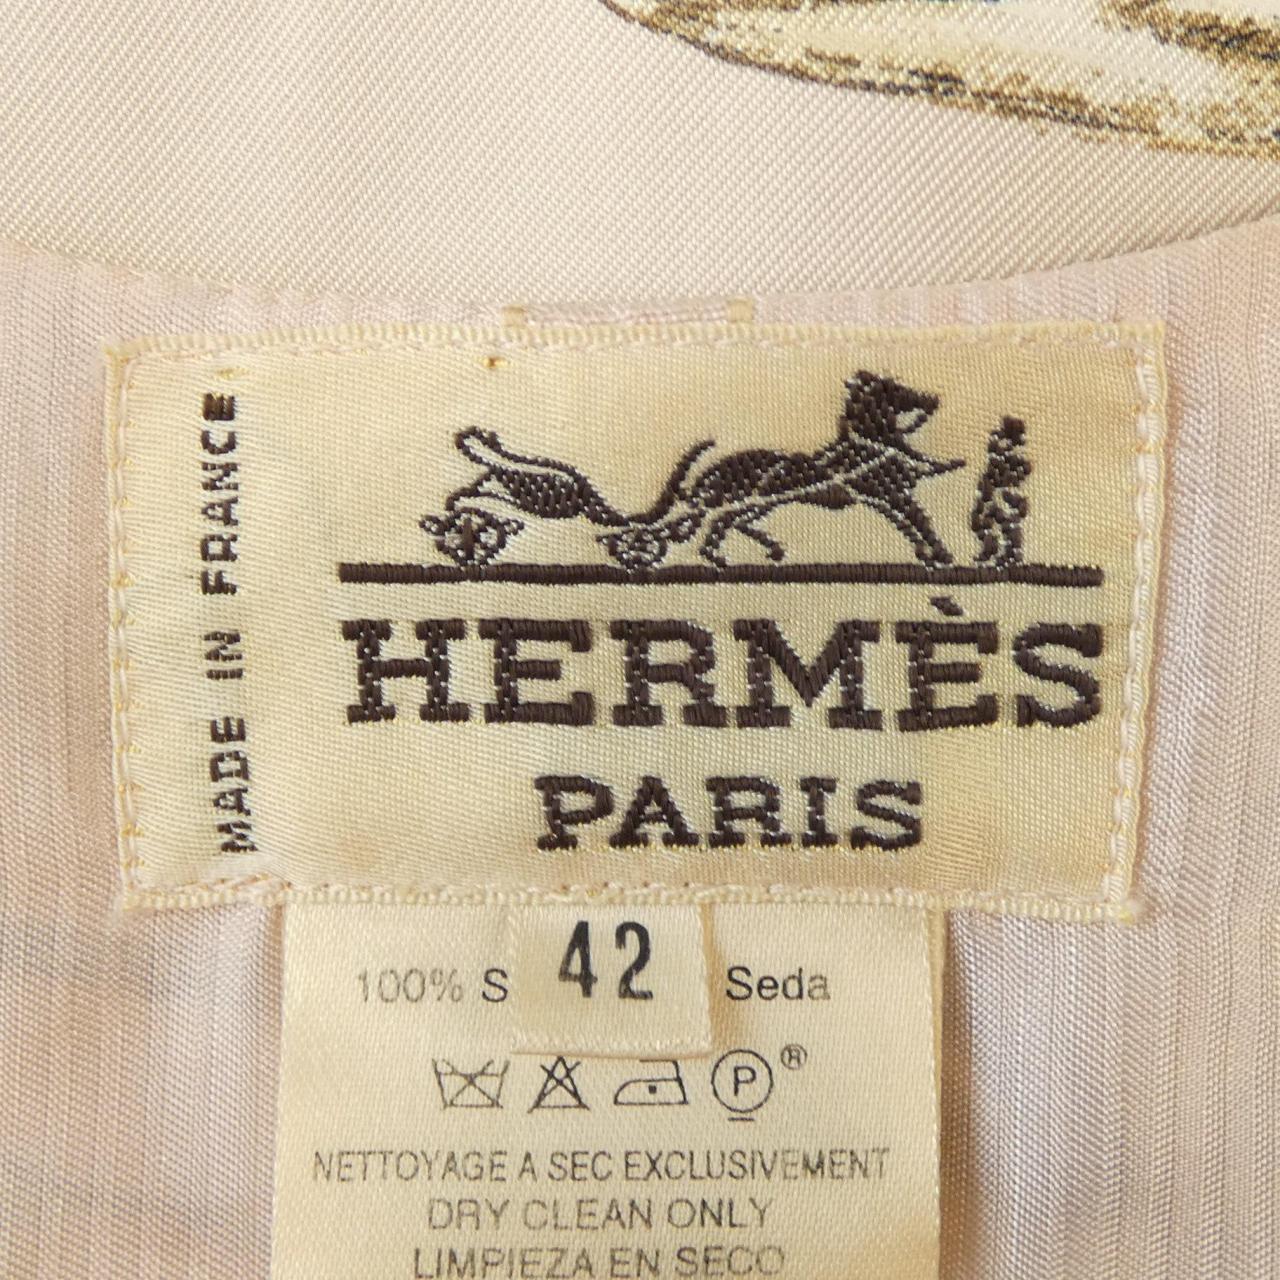 MADE IN FRANCE
HERMÈS
PARIS
42
100% S Seda
P ®
NETTOYAGE A SEC EXCLUSIVEMENT
DRY CLEAN ONLY
LIMPIEZA EN SECO